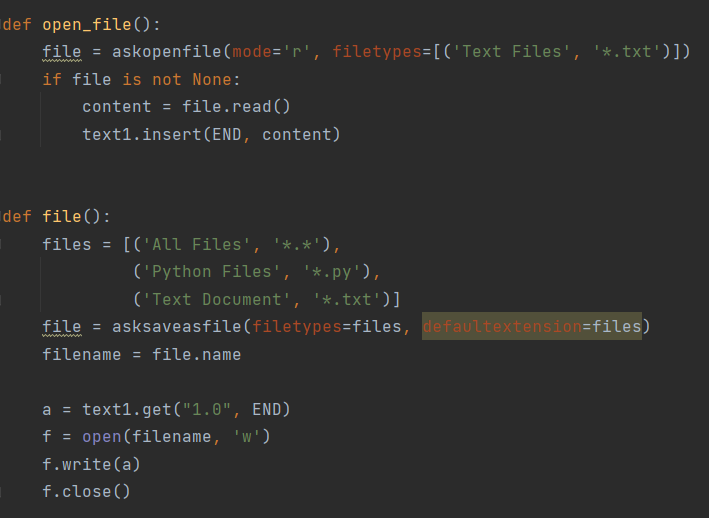 def open_file():
    file = askopenfile(mode='r', filetypes=[('Text Files', '*.txt')])
    if file is not None:
        content = file.read()
        text1.insert(END, content)
def file():
    files = [('All Files', '*.*'),
             ('Python Files', '*.py'),
             ('Text Document', '*.txt')]
    file = asksaveasfile(filetypes=files, defaultextension=files)
    filename = file.name
    a = text1.get("1.0", END)
    f = open(filename, 'w')
    f.write(a)
    f.close()